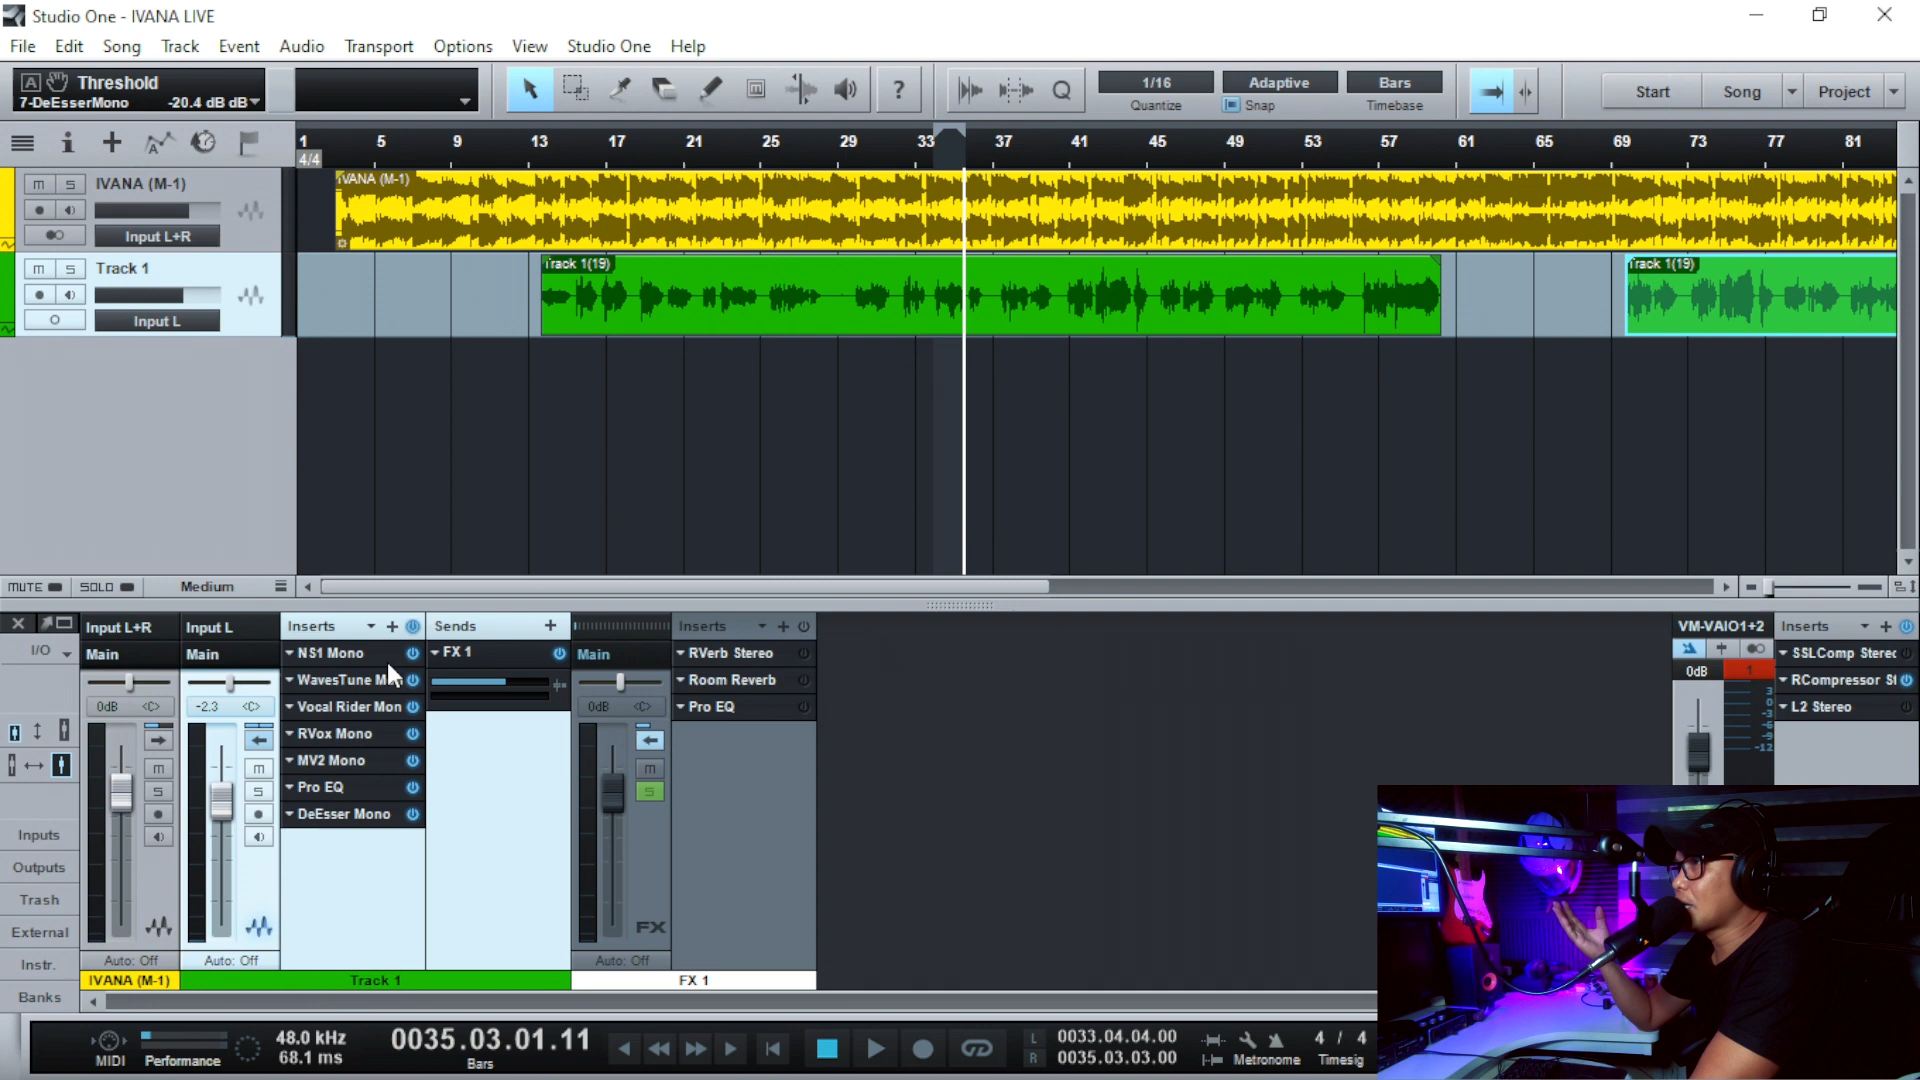 Studio One - IVANA LIVE
File Edit Song Track Event Audio Transport Options View Studio One Help
A Threshold
7-DeEsserMono -20.4 dB dB
? Q 1/16 Adaptive Bars Start Song Project
Quantize Snap Timebase
1 5 9 13 17 21 25 29 33 37 41 45 49 53 57 61 65 69 73 77 81
4/4
M S IVANA (M-1)
Input L+R
IVANA (M-1)
M S Track 1
Input L
Track 1(19) Track 1(19)
MUTE SOLO Medium
Input L+R Input L Inserts Sends Inserts VM-VAIO1+2 Inserts
I/O Main Main NS1 Mono FX 1 Main RVerb Stereo SSLComp Sterec
0dB 1
WavesTune M Room Reverb RCompressor St
0dB <C> -2.3 <C> Vocal Rider Mon 0dB <C> Pro EQ L2 Stereo
3
0
-3
-6
-9
-12
RVox Mono
MV2 Mono
M M M
Pro EQ
S S S
DeEsser Mono
Inputs
Outputs
Trash
External
FX
Instr.
Auto: Off Auto: Off Auto: Off
IVANA (M-1) Track 1 FX 1
Banks
MIDI Performance 48.0 kHz
68.1 ms
0035.03.01.11
Bars
L 0033.04.04.00
R 0035.03.03.00
Metronome
4 / 4
Timesig